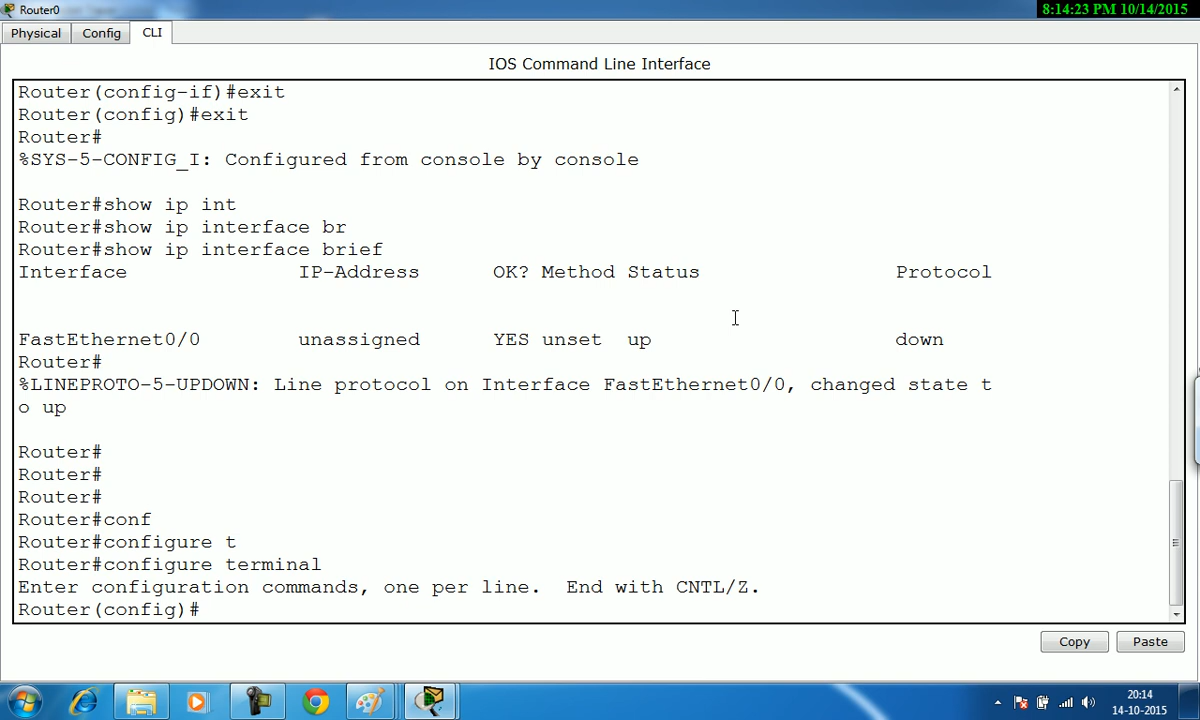 Router0
8:14:23 PM 10/14/2015
Physical Config CLI
IOS Command Line Interface
Router(config-if)#exit
Router(config)#exit
Router#
%SYS-5-CONFIG_I: Configured from console by console
Router#show ip int
Router#show ip interface br
Router#show ip interface brief
Interface IP-Address OK? Method Status Protocol
FastEthernet0/0 unassigned YES unset up down
Router#
%LINEPROTO-5-UPDOWN: Line protocol on Interface FastEthernet0/0, changed state t
o up
Router#
Router#
Router#
Router#conf
Router#configure t
Router#configure terminal
Enter configuration commands, one per line. End with CNTL/Z.
Router(config)#
Copy Paste
20:14
14-10-2015